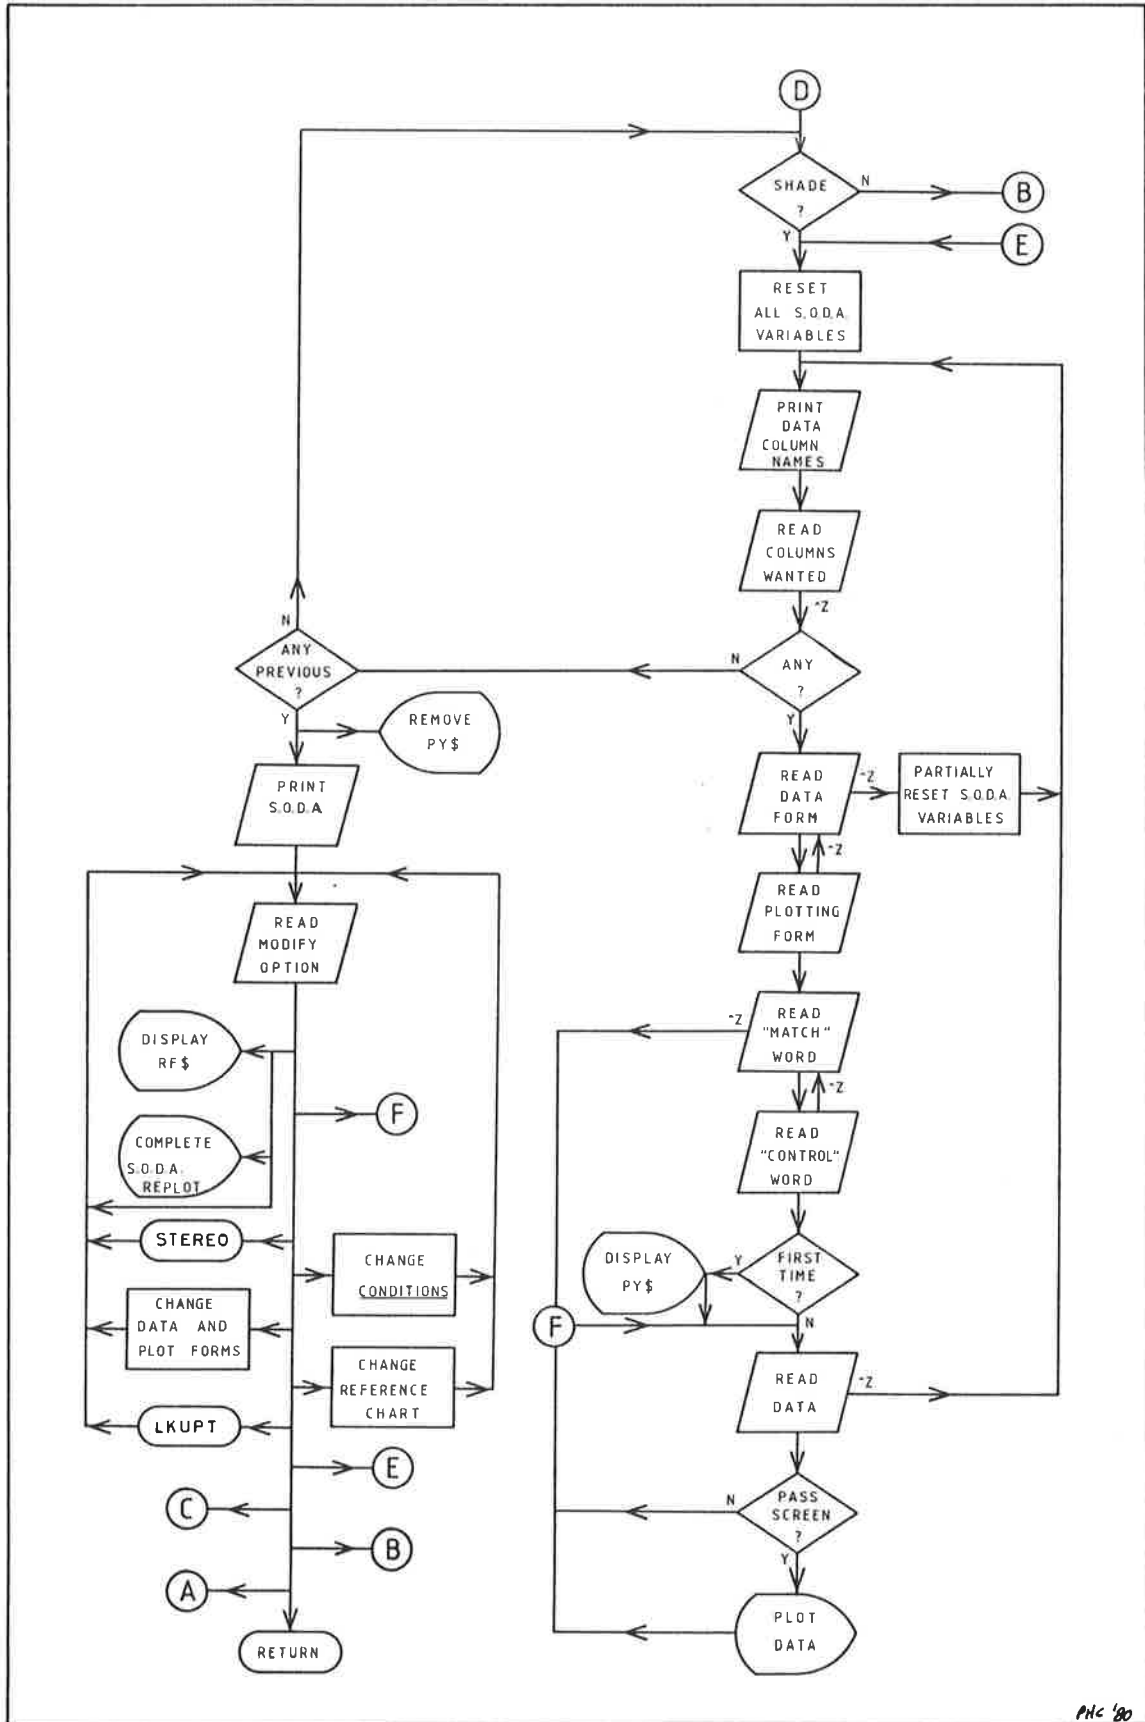 D
SHADE
?
N
B
Y
E
RESET
ALL S.O.D.A.
VARIABLES
PRINT
DATA
COLUMN
NAMES
READ
COLUMNS
WANTED
^Z
ANY
?
N
Y
ANY
PREVIOUS
?
N
Y
REMOVE
PY$
PRINT
S.O.D.A
READ
MODIFY
OPTION
DISPLAY
RF$
F
COMPLETE
S.O.D.A.
REPLOT
STEREO
CHANGE
CONDITIONS
CHANGE
DATA AND
PLOT FORMS
CHANGE
REFERENCE
CHART
LKUPT
E
C
B
A
RETURN
READ
DATA
FORM
^Z
PARTIALLY
RESET S.O.D.A.
VARIABLES
^Z
READ
PLOTTING
FORM
READ
"MATCH"
WORD
^Z
^Z
READ
"CONTROL"
WORD
FIRST
TIME
?
Y
N
DISPLAY
PY$
F
READ
DATA
^Z
PASS
SCREEN
?
N
Y
PLOT
DATA
PHC '80